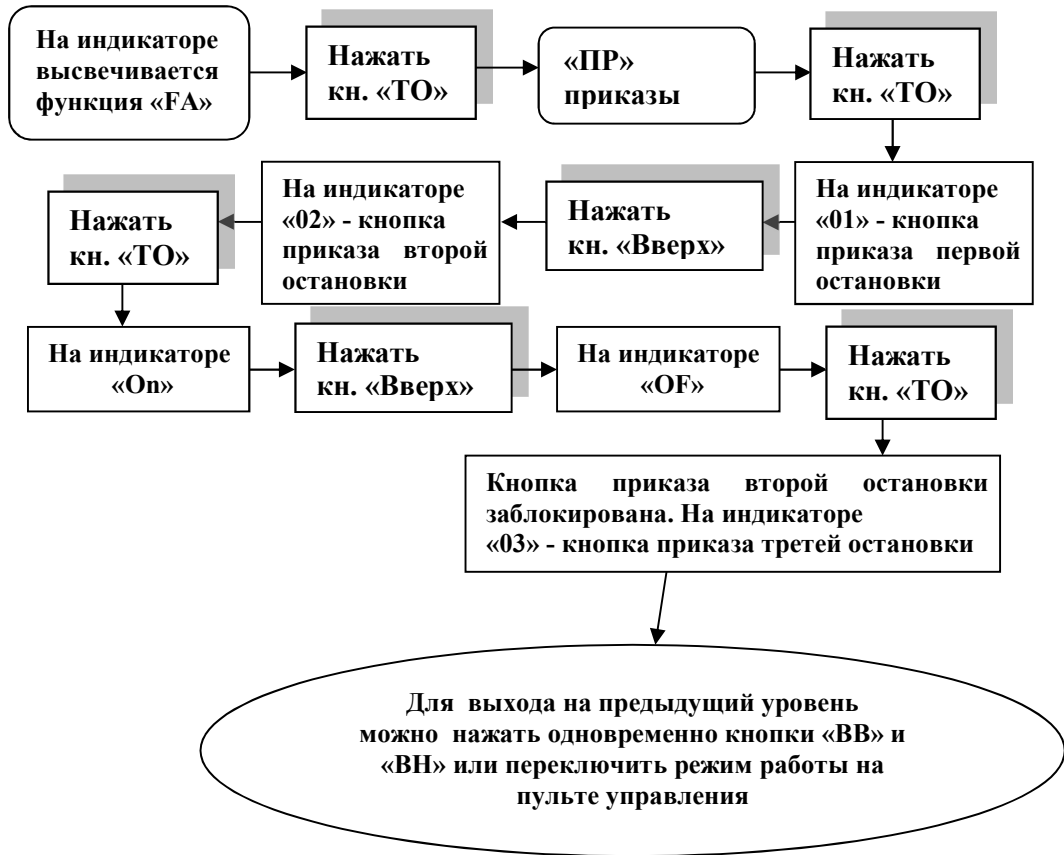 На индикаторе
высвечивается
функция «FA»
Нажать
кн. «ТО»
«ПР»
приказы
Нажать
кн. «ТО»
На индикаторе
«01» - кнопка
приказа первой
остановки
Нажать
кн. «Вверх»
На индикаторе
«02» - кнопка
приказа второй
остановки
Нажать
кн. «ТО»
На индикаторе
«On»
Нажать
кн. «Вверх»
На индикаторе
«OF»
Нажать
кн. «ТО»
Кнопка приказа второй остановки
заблокирована. На индикаторе
«03» - кнопка приказа третей остановки
Для выхода на предыдущий уровень
можно нажать одновременно кнопки «ВВ» и
«ВН» или переключить режим работы на
пульте управления